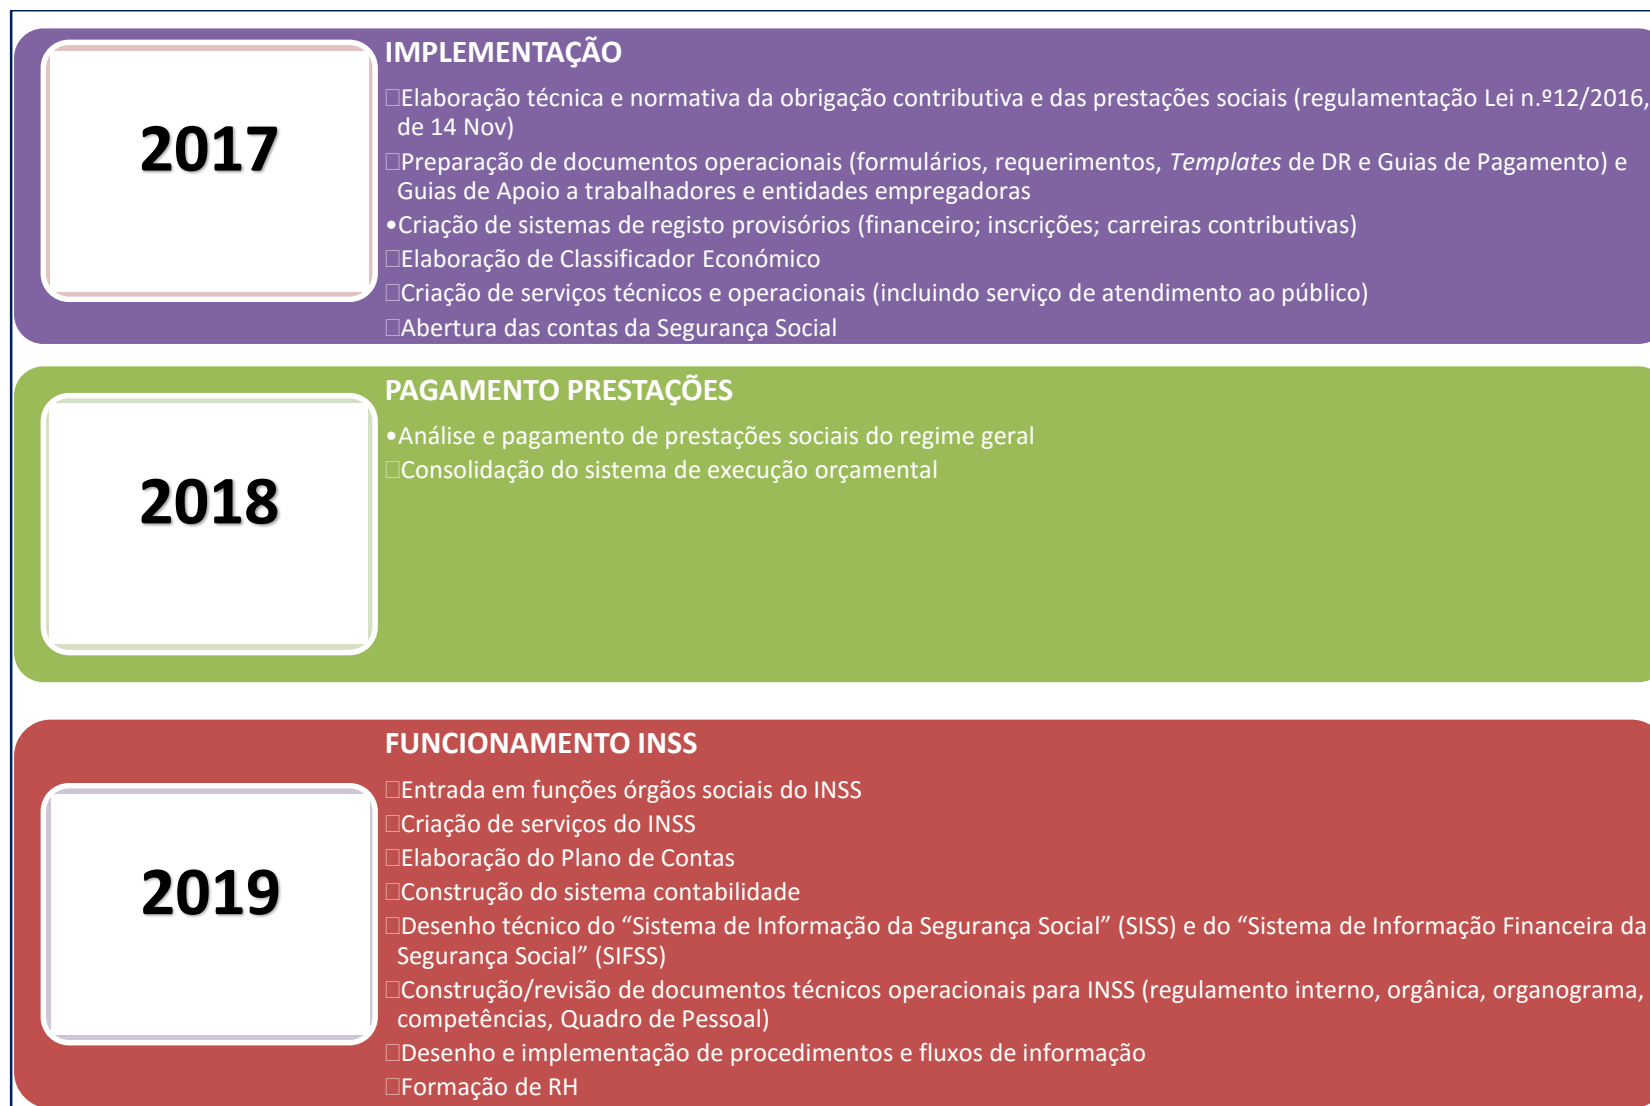 2017
IMPLEMENTAÇÃO
Elaboração técnica e normativa da obrigação contributiva e das prestações sociais (regulamentação Lei n.º12/2016,
de 14 Nov)
Preparação de documentos operacionais (formulários, requerimentos, Templates de DR e Guias de Pagamento) e
Guias de Apoio a trabalhadores e entidades empregadoras
•Criação de sistemas de registo provisórios (financeiro; inscrições; carreiras contributivas)
Elaboração de Classificador Económico
Criação de serviços técnicos e operacionais (incluindo serviço de atendimento ao público)
Abertura das contas da Segurança Social
2018
PAGAMENTO PRESTAÇÕES
•Análise e pagamento de prestações sociais do regime geral
Consolidação do sistema de execução orçamental
2019
FUNCIONAMENTO INSS
Entrada em funções órgãos sociais do INSS
Criação de serviços do INSS
Elaboração do Plano de Contas
Construção do sistema contabilidade
Desenho técnico do “Sistema de Informação da Segurança Social” (SISS) e do “Sistema de Informação Financeira da
Segurança Social” (SIFSS)
Construção/revisão de documentos técnicos operacionais para INSS (regulamento interno, orgânica, organograma,
competências, Quadro de Pessoal)
Desenho e implementação de procedimentos e fluxos de informação
Formação de RH